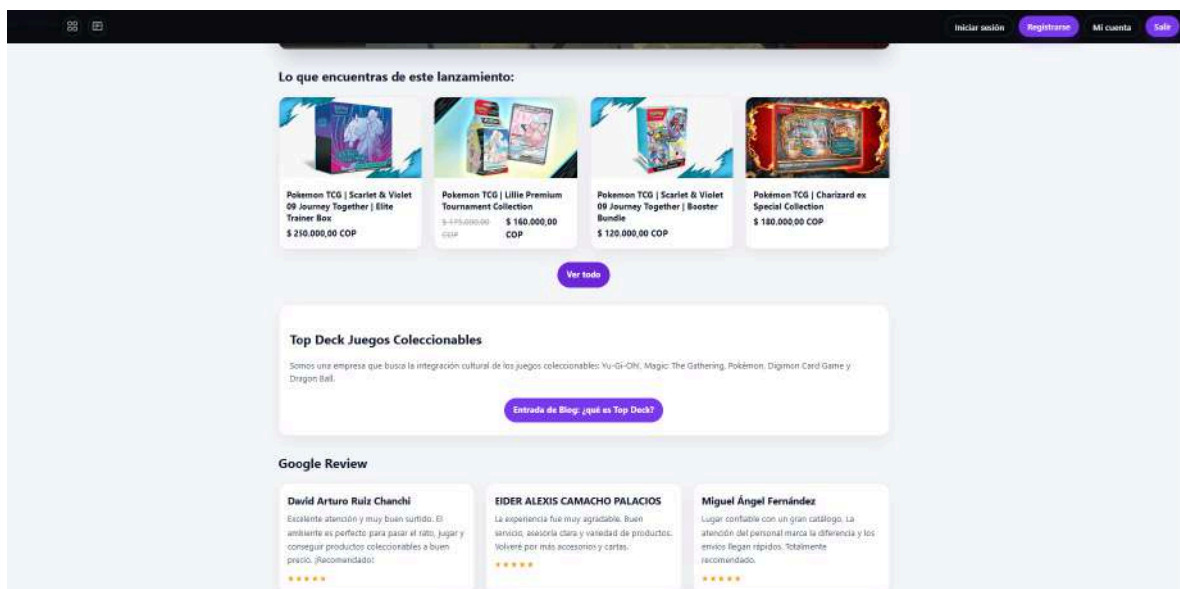 Iniciar sesión
Registrarse
Mi cuenta
Salir
Lo que encuentras de este lanzamiento:
Pokemon TCG | Scarlet & Violet
09 Journey Together | Elite
Trainer Box
$ 250.000,00 COP
Pokemon TCG | Lillie Premium
Tournament Collection
$ 175.000,00
COP
$ 160.000,00
COP
Pokemon TCG | Scarlet & Violet
09 Journey Together | Booster
Bundle
$ 120.000,00 COP
Pokémon TCG | Charizard ex
Special Collection
$ 180.000,00 COP
Ver todo
Top Deck Juegos Coleccionables
Somos una empresa que busca la integración cultural de los juegos coleccionables: Yu-Gi-Oh!, Magic: The Gathering, Pokémon, Digimon Card Game y
Dragon Ball.
Entrada de Blog: ¿qué es Top Deck?
Google Review
David Arturo Ruiz Chanchi
Excelente atención y muy buen surtido. El
ambiente es perfecto para pasar el rato, jugar y
conseguir productos coleccionables a buen
precio. ¡Recomendado!
EIDER ALEXIS CAMACHO PALACIOS
La experiencia fue muy agradable. Buen
servicio, asesoría clara y variedad de productos.
Volveré por más accesorios y cartas.
Miguel Ángel Fernández
Lugar confiable con un gran catálogo. La
atención del personal marca la diferencia y los
envíos llegan rápidos. Totalmente
recomendado.